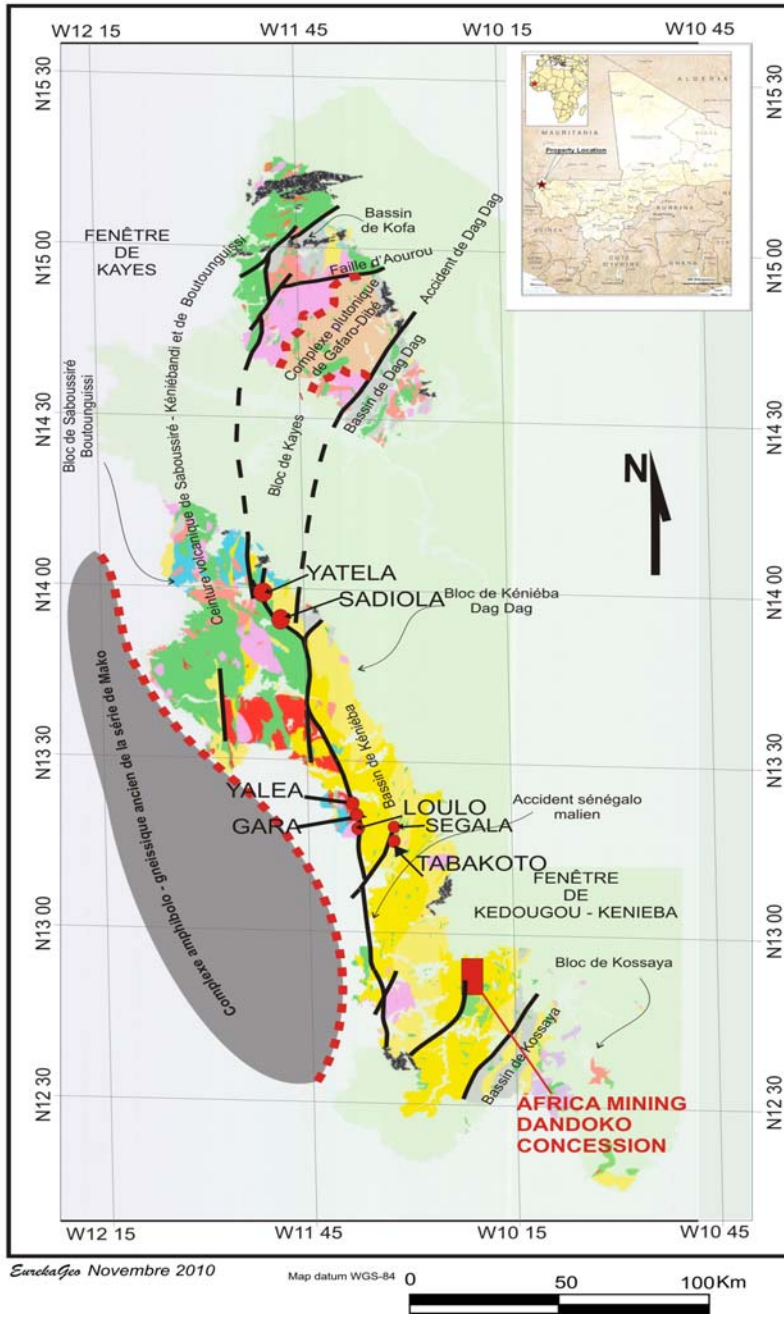 W12 15
W11 45
W10 15
W10 45
N15 30
N15 30
ALGERIA
MAURITANIA
Property Location
BURKINA
GUINEA
GHANA
FENÊTRE
DE
KAYES
Bassin
de Kofa
Faille d'Aourou
Accident de Dag Dag
N15 00
N15 00
Complexe plutonique
de Gafaro-Dibé
Bassin de Dag Dag
Bloc de Kayes
Ceinture volcanique de Saboussiré - Kéniébandi et de Boutounguissi
Bloc de Saboussiré
Boutounguissi
N14 30
N14 30
N
N14 00
N14 00
YATELA
SADIOLA
Bloc de Kéniéba
Dag Dag
Complexe amphibolo - gneissique ancien de la série de Mako
Bassin de Kéniéba
N13 30
N13 30
YALEA
GARA
LOULO
SEGALA
TABAKOTO
Accident sénégalo
malien
FENÊTRE
DE
KEDOUGOU - KENIEBA
N13 00
N13 00
Bloc de Kossaya
Bassin de Kossaya
N12 30
N12 30
AFRICA MINING
DANDOKO
CONCESSION
W12 15
W11 45
W10 15
W10 45
EurekaGeo Novembre 2010
Map datum WGS-84
0
50
100Km